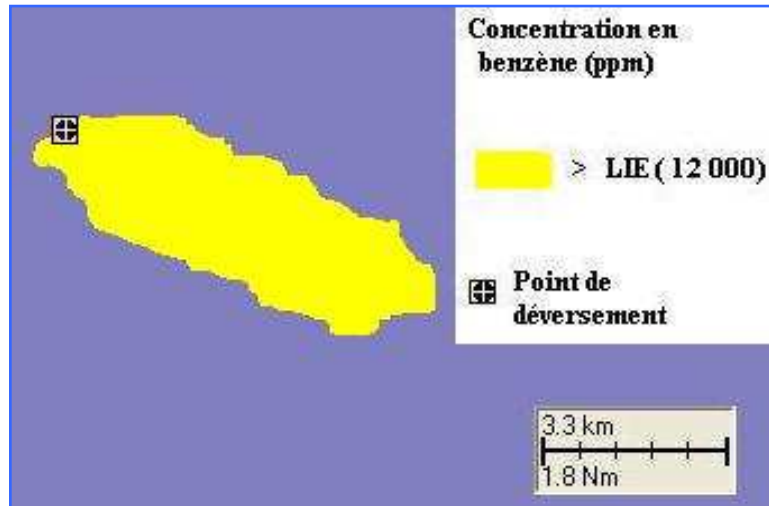 Concentration en
benzène (ppm)
> LIE ( 12 000)
Point de
déversement
3.3 km
1.8 Nm